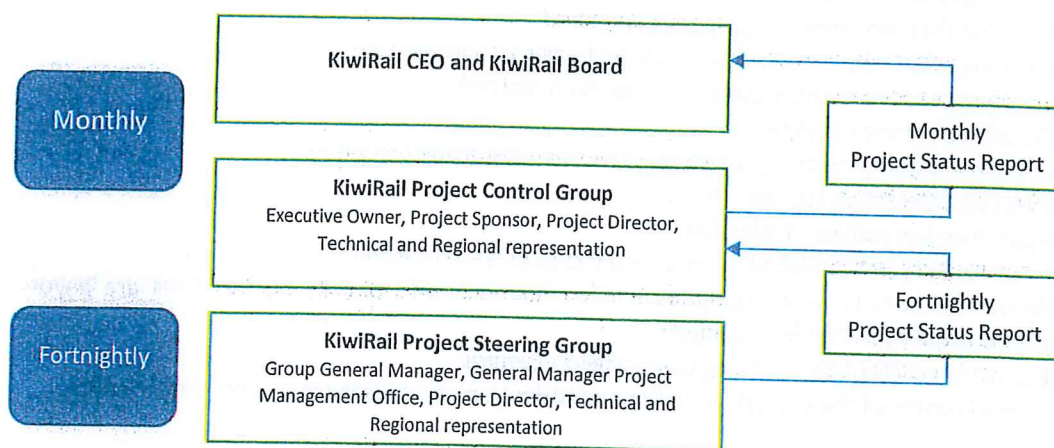 Monthly
KiwiRail CEO and KiwiRail Board
Monthly
Project Status Report
KiwiRail Project Control Group
Executive Owner, Project Sponsor, Project Director,
Technical and Regional representation
Fortnightly
Project Status Report
Fortnightly
KiwiRail Project Steering Group
Group General Manager, General Manager Project
Management Office, Project Director, Technical and
Regional representation